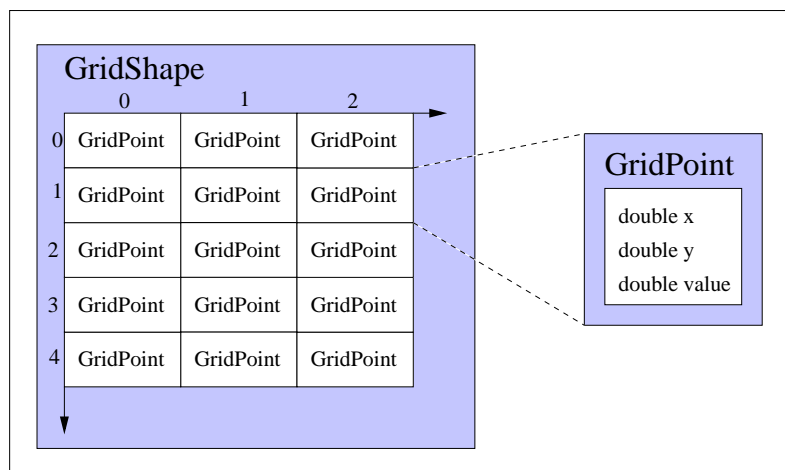 GridShape
0 1 2
0 GridPoint GridPoint GridPoint
1 GridPoint GridPoint GridPoint
2 GridPoint GridPoint GridPoint
3 GridPoint GridPoint GridPoint
4 GridPoint GridPoint GridPoint
GridPoint
double x
double y
double value